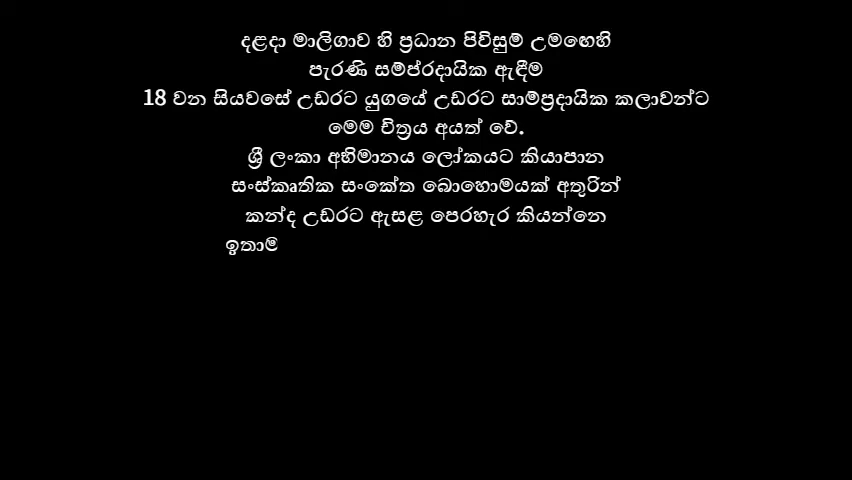 දළදා මාලිගාව හි ප්‍රධාන පිවිසුම් උමඟෙහි
පැරණි සම්ප්රදායික ඇඳීම
18 වන සියවසේ උඩරට යුගයේ උඩරට සාම්ප්‍රදායික කලාවන්ට
මෙම චිත්‍රය අයත් වේ.
ශ්‍රී ලංකා අභිමානය ලෝකයට කියාපාන
සංස්කෘතික සංකේත බොහොමයක් අතුරින්
කන්ද උඩරට ඇසළ පෙරහැර කියන්නෙ
ඉතාම